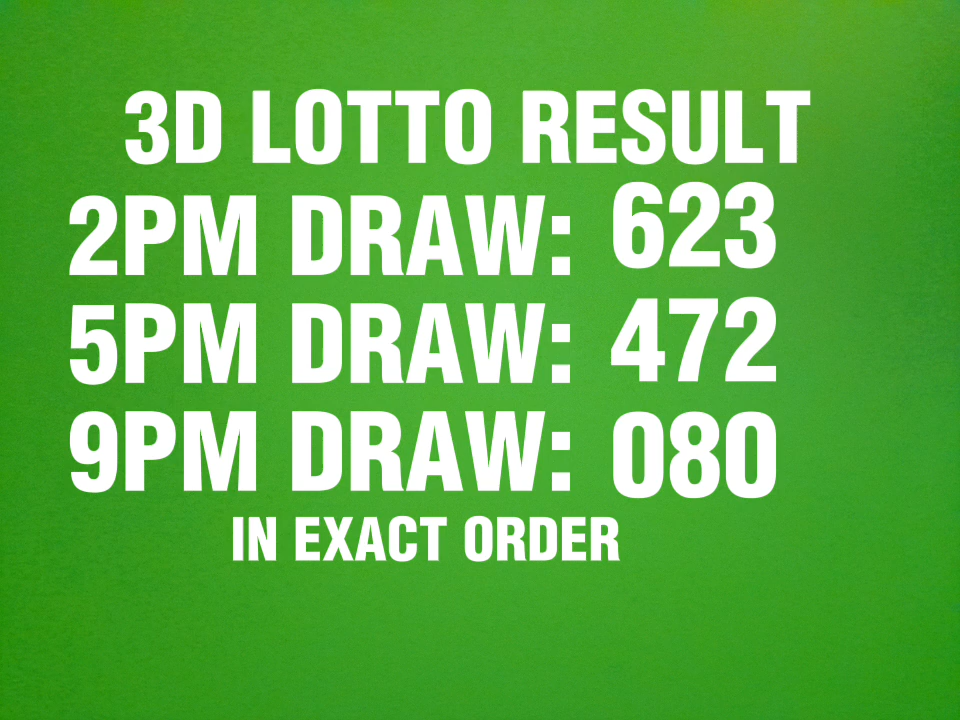 3D LOTTO RESULT
2PM DRAW: 623
5PM DRAW: 472
9PM DRAW: 080
IN EXACT ORDER